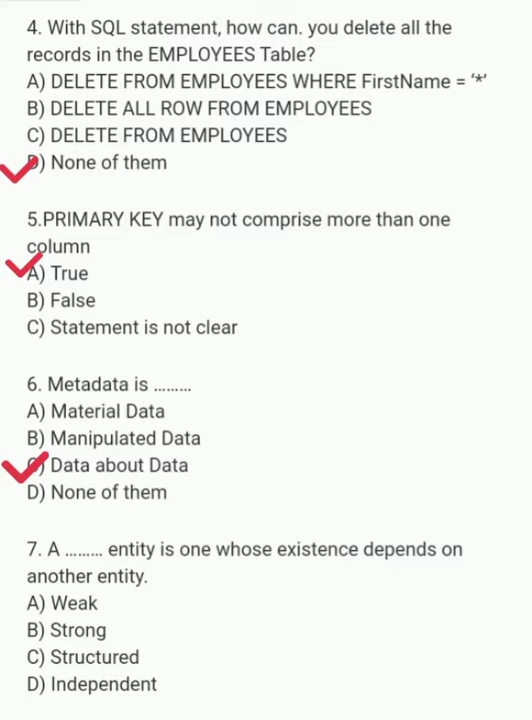 4. With SQL statement, how can. you delete all the
records in the EMPLOYEES Table?
A) DELETE FROM EMPLOYEES WHERE FirstName = ‘*’
B) DELETE ALL ROW FROM EMPLOYEES
C) DELETE FROM EMPLOYEES
D) None of them
5.PRIMARY KEY may not comprise more than one
column
A) True
B) False
C) Statement is not clear
6. Metadata is .........
A) Material Data
B) Manipulated Data
C) Data about Data
D) None of them
7. A ......... entity is one whose existence depends on
another entity.
A) Weak
B) Strong
C) Structured
D) Independent